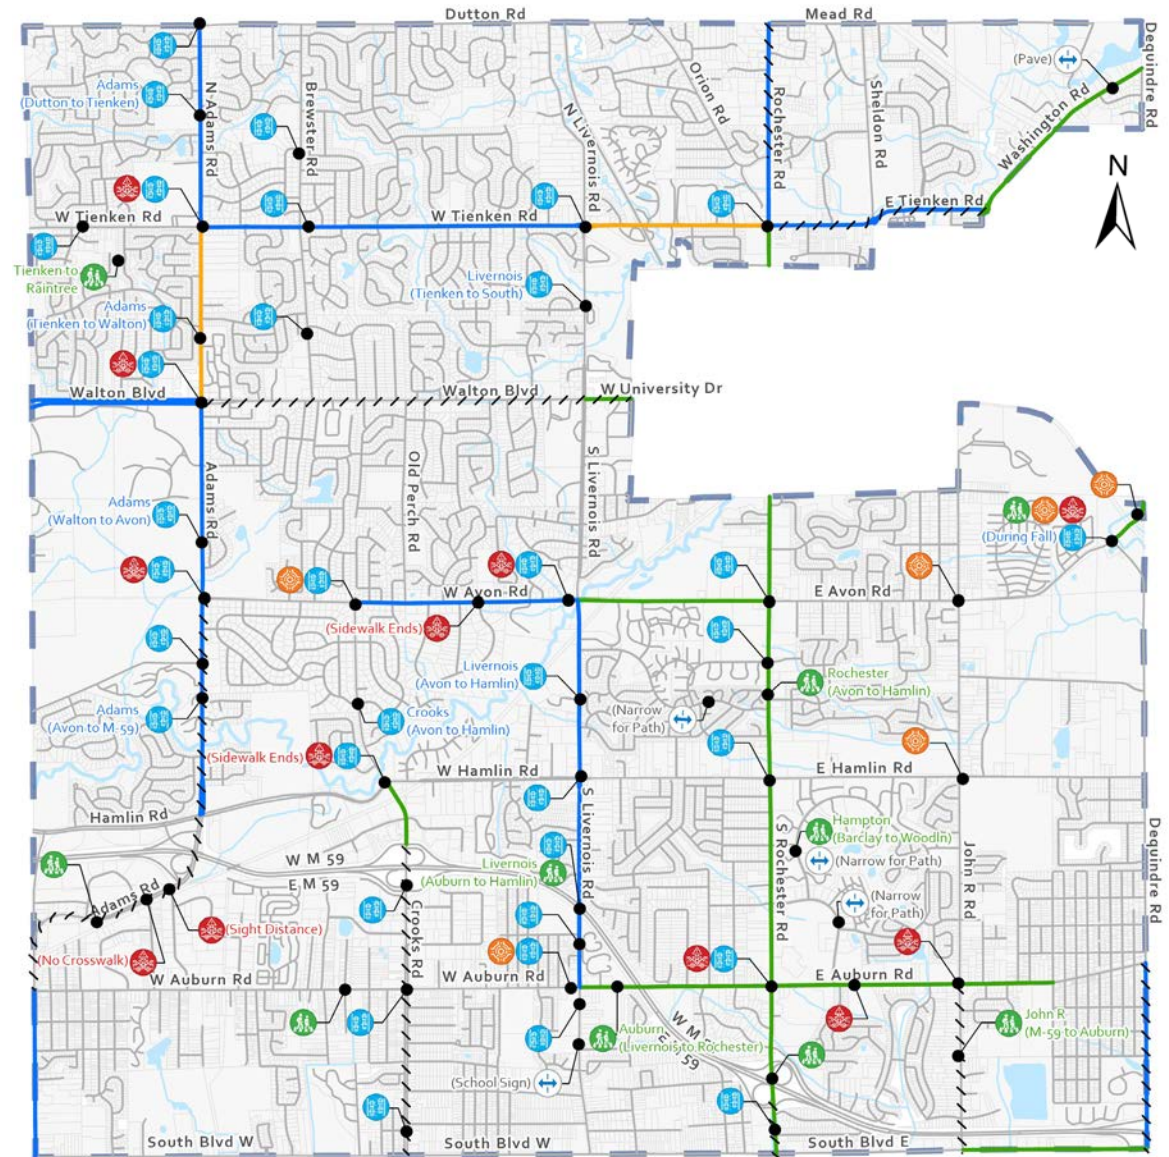 Dutton Rd
Mead Rd
Dequindre Rd
(Pave)
Adams
(Dutton to Tienken)
N Adams Rd
Brewster Rd
N Livernois Rd
Orion Rd
Rochester Rd
Sheldon Rd
Washington Rd
N
W Tienken Rd
W Tienken Rd
E Tienken Rd
Tienken to
Raintree
Livernois
(Tienken to South)
Adams
(Tienken to Walton)
Walton Blvd
Walton Blvd
W University Dr
Adams Rd
Old Perch Rd
S Livernois Rd
Adams
(Walton to Avon)
(During Fall)
W Avon Rd
E Avon Rd
(Sidewalk Ends)
Livernois
(Avon to Hamlin)
Rochester
(Avon to Hamlin)
Adams
(Avon to M-59)
Crooks
(Avon to Hamlin)
(Narrow
for Path)
(Sidewalk Ends)
W Hamlin Rd
E Hamlin Rd
Hamlin Rd
S Livernois Rd
S Rochester Rd
Hampton
(Barclay to Woodln)
(Narrow for Path)
John R Rd
Dequindre Rd
W M 59
E M 59
Livernois
(Auburn to Hamlin)
Adams Rd
Crooks Rd
(Narrow
for Path)
(Sight Distance)
(No Crosswalk)
W Auburn Rd
W Auburn Rd
E Auburn Rd
Auburn
(Livernois to Rochester)
W M 59
E M 59
John R
(M-59 to Auburn)
(School Sign)
South Blvd W
South Blvd W
South Blvd E